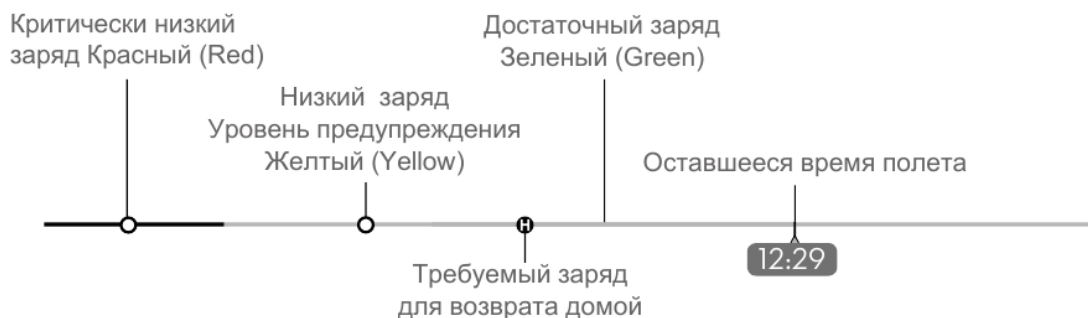 Критически низкий
заряд Красный (Red)
Низкий заряд
Уровень предупреждения
Желтый (Yellow)
Достаточный заряд
Зеленый (Green)
Оставшееся время полета
H
12:29
Требуемый заряд
для возврата домой